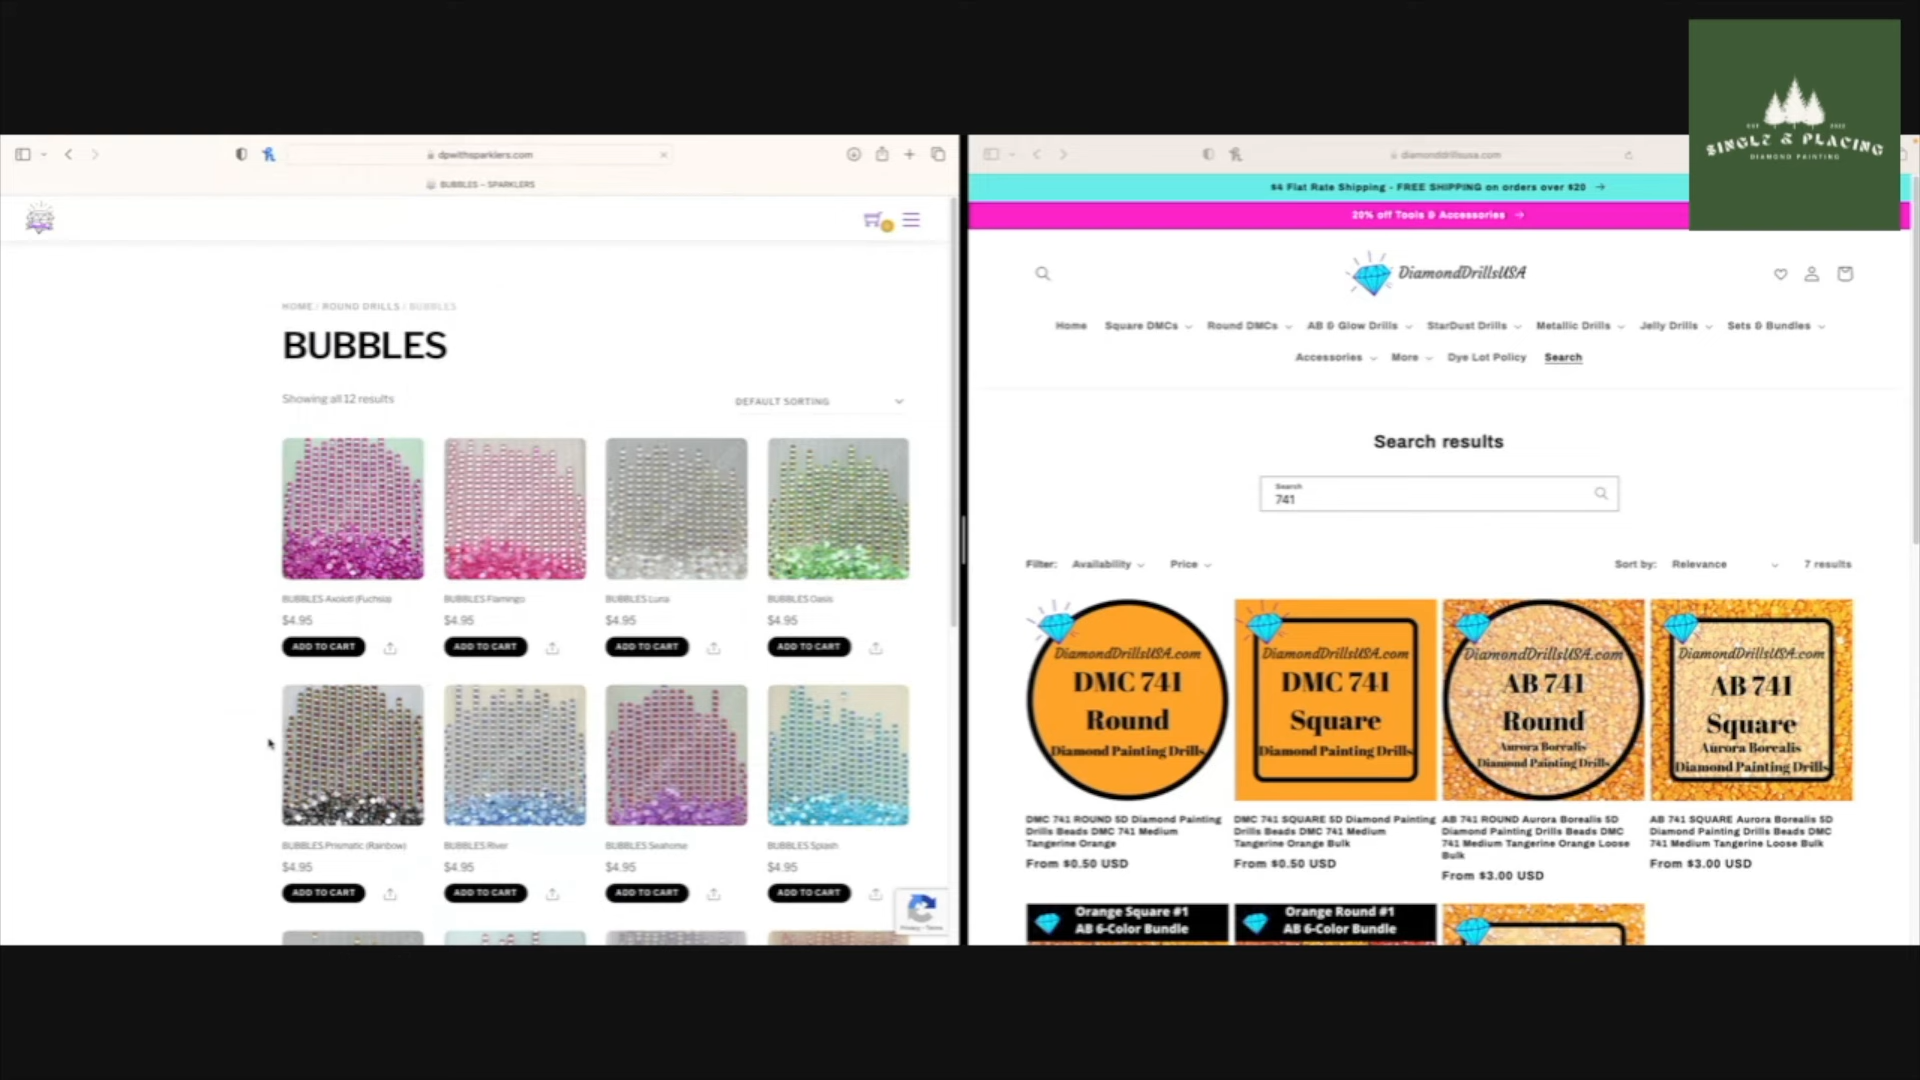 dpwithsparklers.com
BUBBLES – SPARKLERS
HOME / ROUND DRILLS / BUBBLES
BUBBLES
Showing all 12 results
DEFAULT SORTING
BUBBLES Axolotl (Fuchsia)
BUBBLES Flamingo
BUBBLES Luna
BUBBLES Oasis
$4.95
$4.95
$4.95
$4.95
ADD TO CART
ADD TO CART
ADD TO CART
ADD TO CART
BUBBLES Prismatic (Rainbow)
BUBBLES River
BUBBLES Seahorse
BUBBLES Splash
$4.95
$4.95
$4.95
$4.95
ADD TO CART
ADD TO CART
ADD TO CART
ADD TO CART
Privacy - Terms
diamonddrillsusa.com
$4 Flat Rate Shipping - FREE SHIPPING on orders over $20 →
20% off Tools & Accessories →
DiamondDrillsUSA
Home Square DMCs Round DMCs AB & Glow Drills StarDust Drills Metallic Drills Jelly Drills Sets & Bundles
Accessories More Dye Lot Policy Search
Search results
Search
741
Filter: Availability Price
Sort by: Relevance 7 results
DiamondDrillsUSA.com
DMC 741
Round
Diamond Painting Drills
DiamondDrillsUSA.com
DMC 741
Square
Diamond Painting Drills
DiamondDrillsUSA.com
AB 741
Round
Aurora Borealis
Diamond Painting Drills
DiamondDrillsUSA.com
AB 741
Square
Aurora Borealis
Diamond Painting Drills
DMC 741 ROUND 5D Diamond Painting
Drills Beads DMC 741 Medium
Tangerine Orange
From $0.50 USD
DMC 741 SQUARE 5D Diamond Painting
Drills Beads DMC 741 Medium
Tangerine Orange Bulk
From $0.50 USD
AB 741 ROUND Aurora Borealis 5D
Diamond Painting Drills Beads DMC
741 Medium Tangerine Orange Loose
Bulk
From $3.00 USD
AB 741 SQUARE Aurora Borealis 5D
Diamond Painting Drills Beads DMC
741 Medium Tangerine Loose Bulk
From $3.00 USD
Orange Square #1
AB 6-Color Bundle
Orange Round #1
AB 6-Color Bundle
EST 2022
SINGLE & PLACING
DIAMOND PAINTING